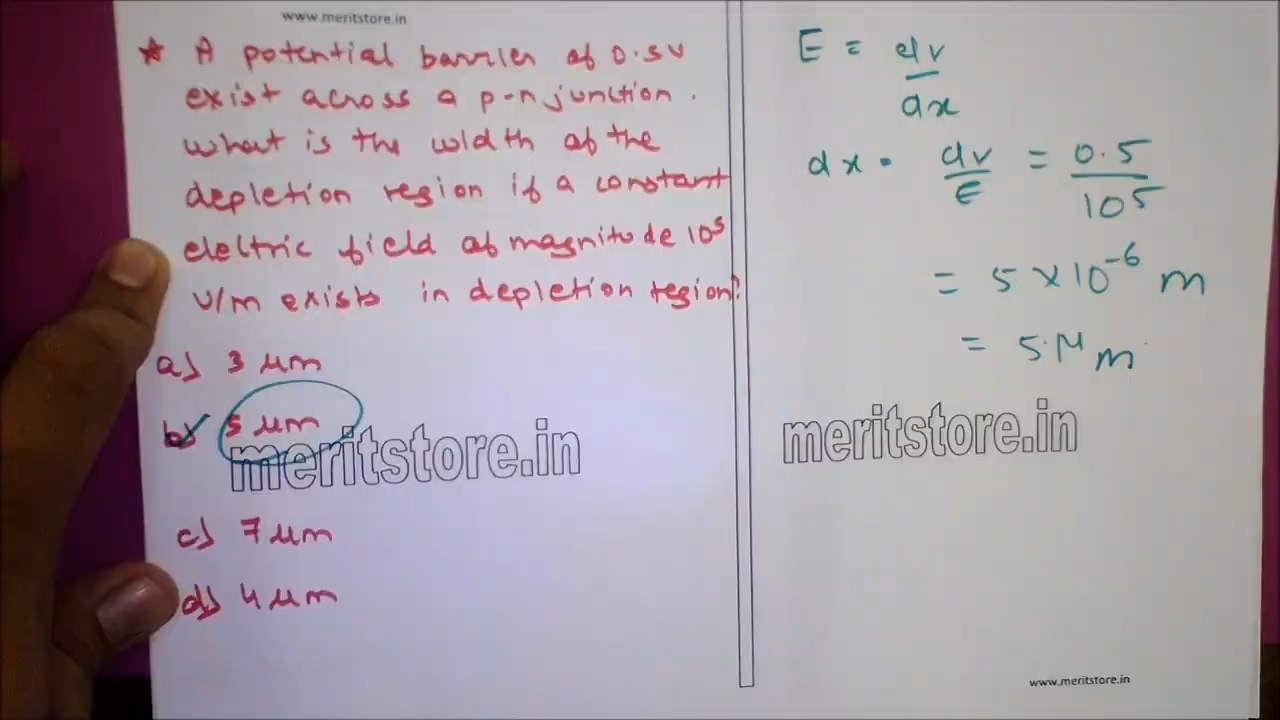 www.meritstore.in
★ A potential barrier of 0.5V
exist across a p-n junction.
What is the width of the
depletion region if a constant
eletric field of magnitude 10⁵
V/m exists in depletion region?
a) 3 μm
b) 5 μm
meritstore.in
c) 7 μm
d) 4 μm
E = dv/dx
dx = dv/E = 0.5/10⁵
= 5 × 10⁻⁶ m
= 5 μm
meritstore.in
www.meritstore.in